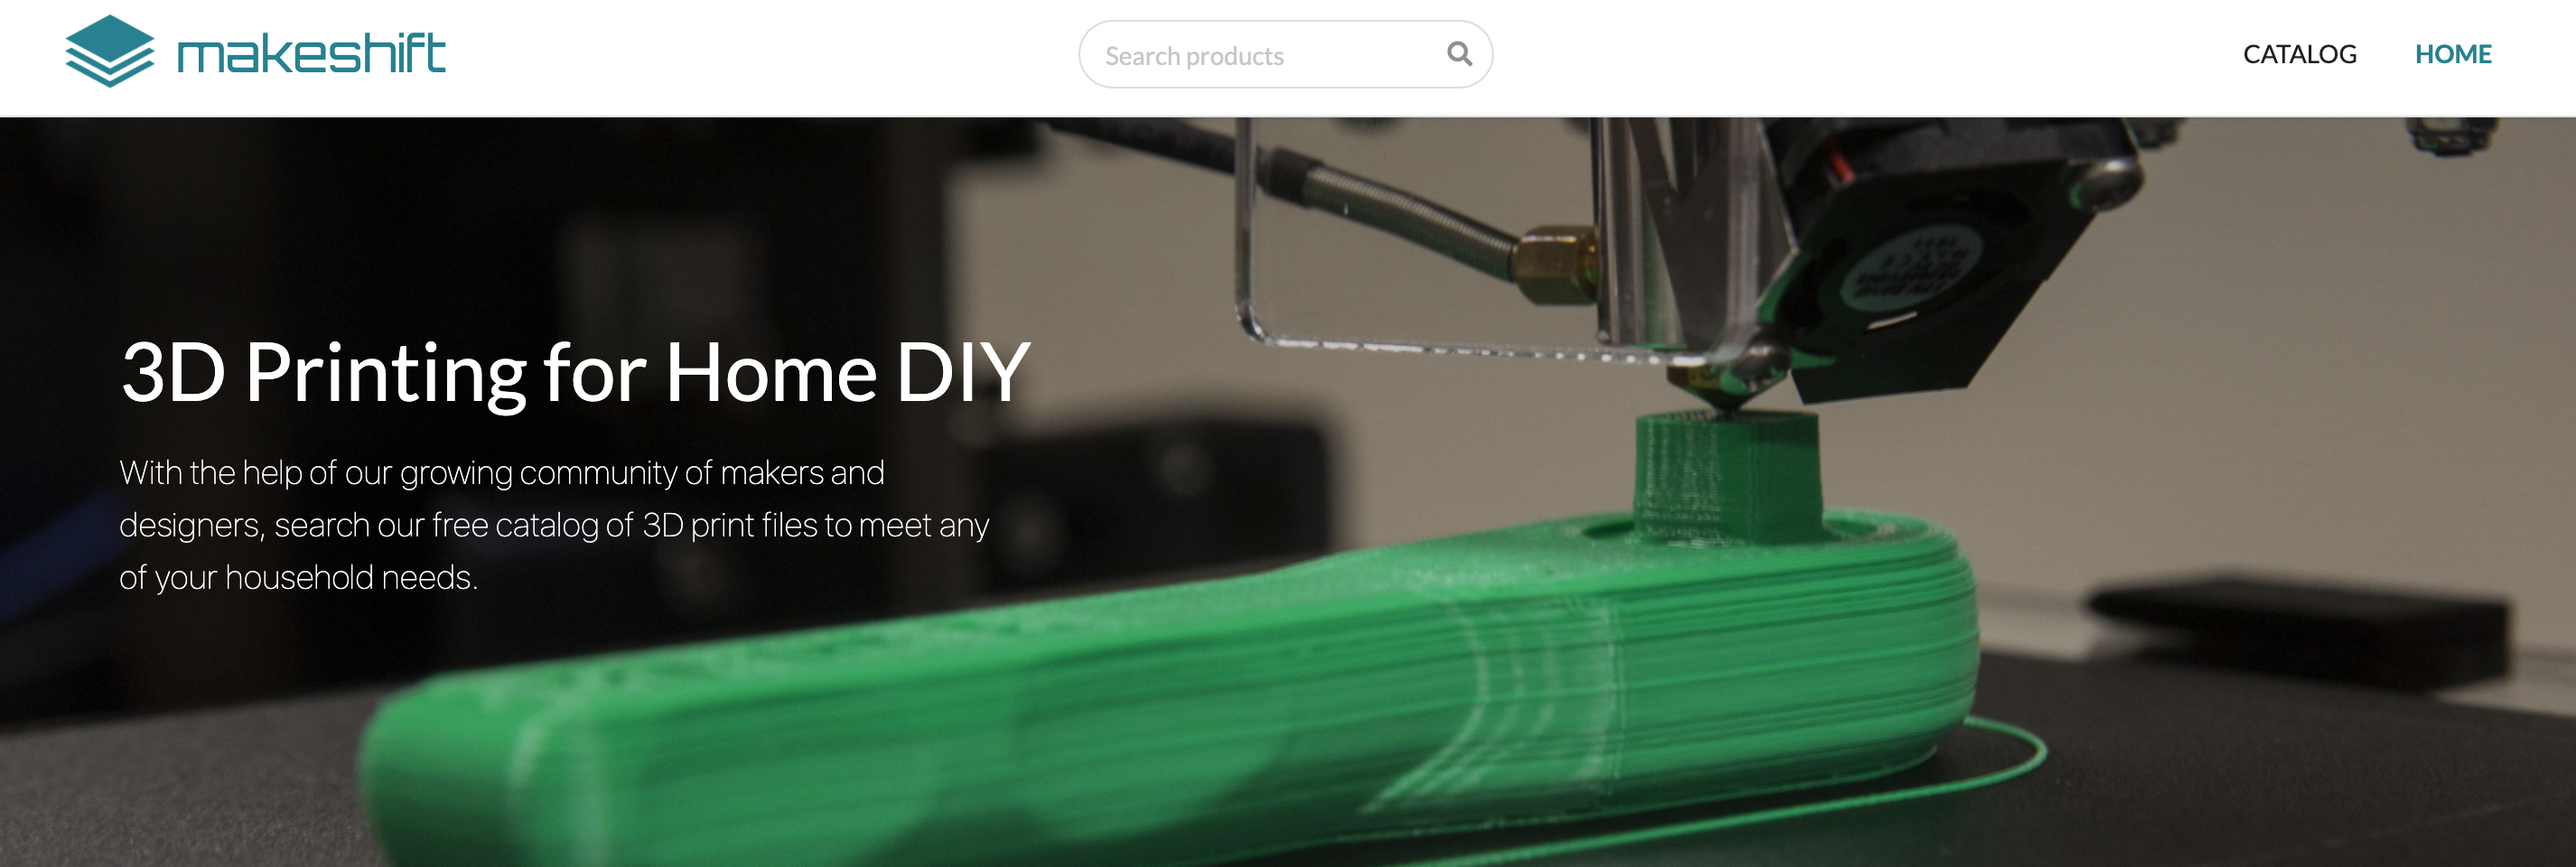 makeshift
Search products
CATALOG
HOME
3D Printing for Home DIY
With the help of our growing community of makers and
designers, search our free catalog of 3D print files to meet any
of your household needs.